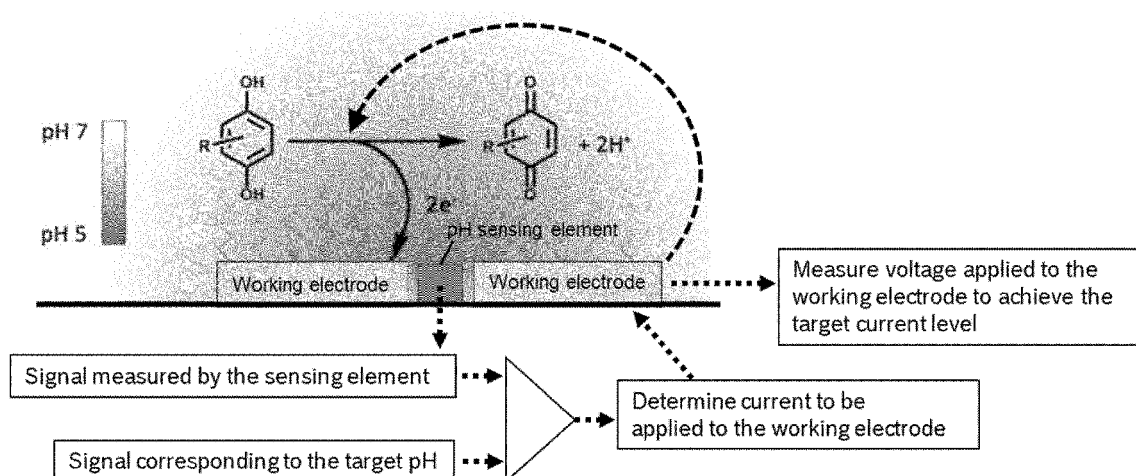 OH
O
pH 7
R
R
+ 2H⁺
OH
O
2e
pH 5
pH sensing element
Working electrode
Working electrode
Measure voltage applied to the
working electrode to achieve the
target current level
Signal measured by the sensing element
Determine current to be
applied to the working electrode
Signal corresponding to the target pH